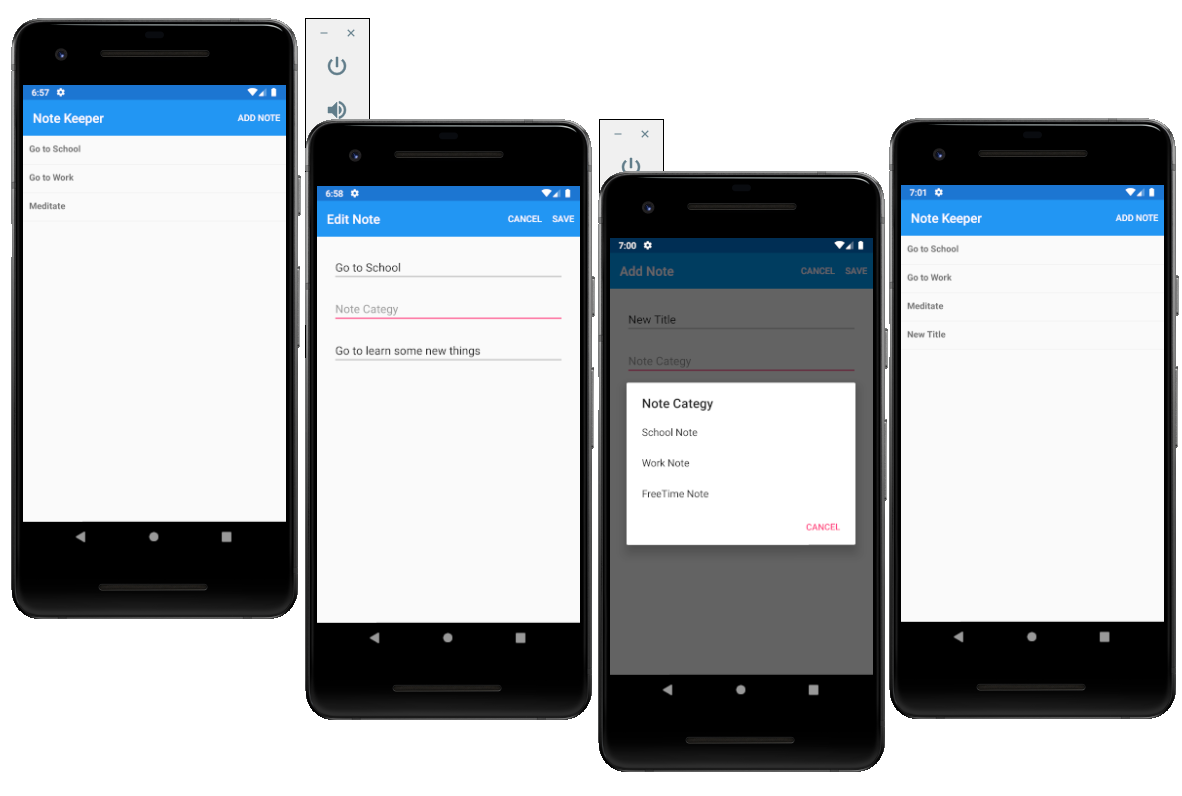 6:57
Note Keeper ADD NOTE
Go to School
Go to Work
Meditate
6:58
Edit Note CANCEL SAVE
Go to School
Note Categy
Go to learn some new things
7:00
Add Note CANCEL SAVE
New Title
Note Categy
Note Categy
School Note
Work Note
FreeTime Note
CANCEL
7:01
Note Keeper ADD NOTE
Go to School
Go to Work
Meditate
New Title